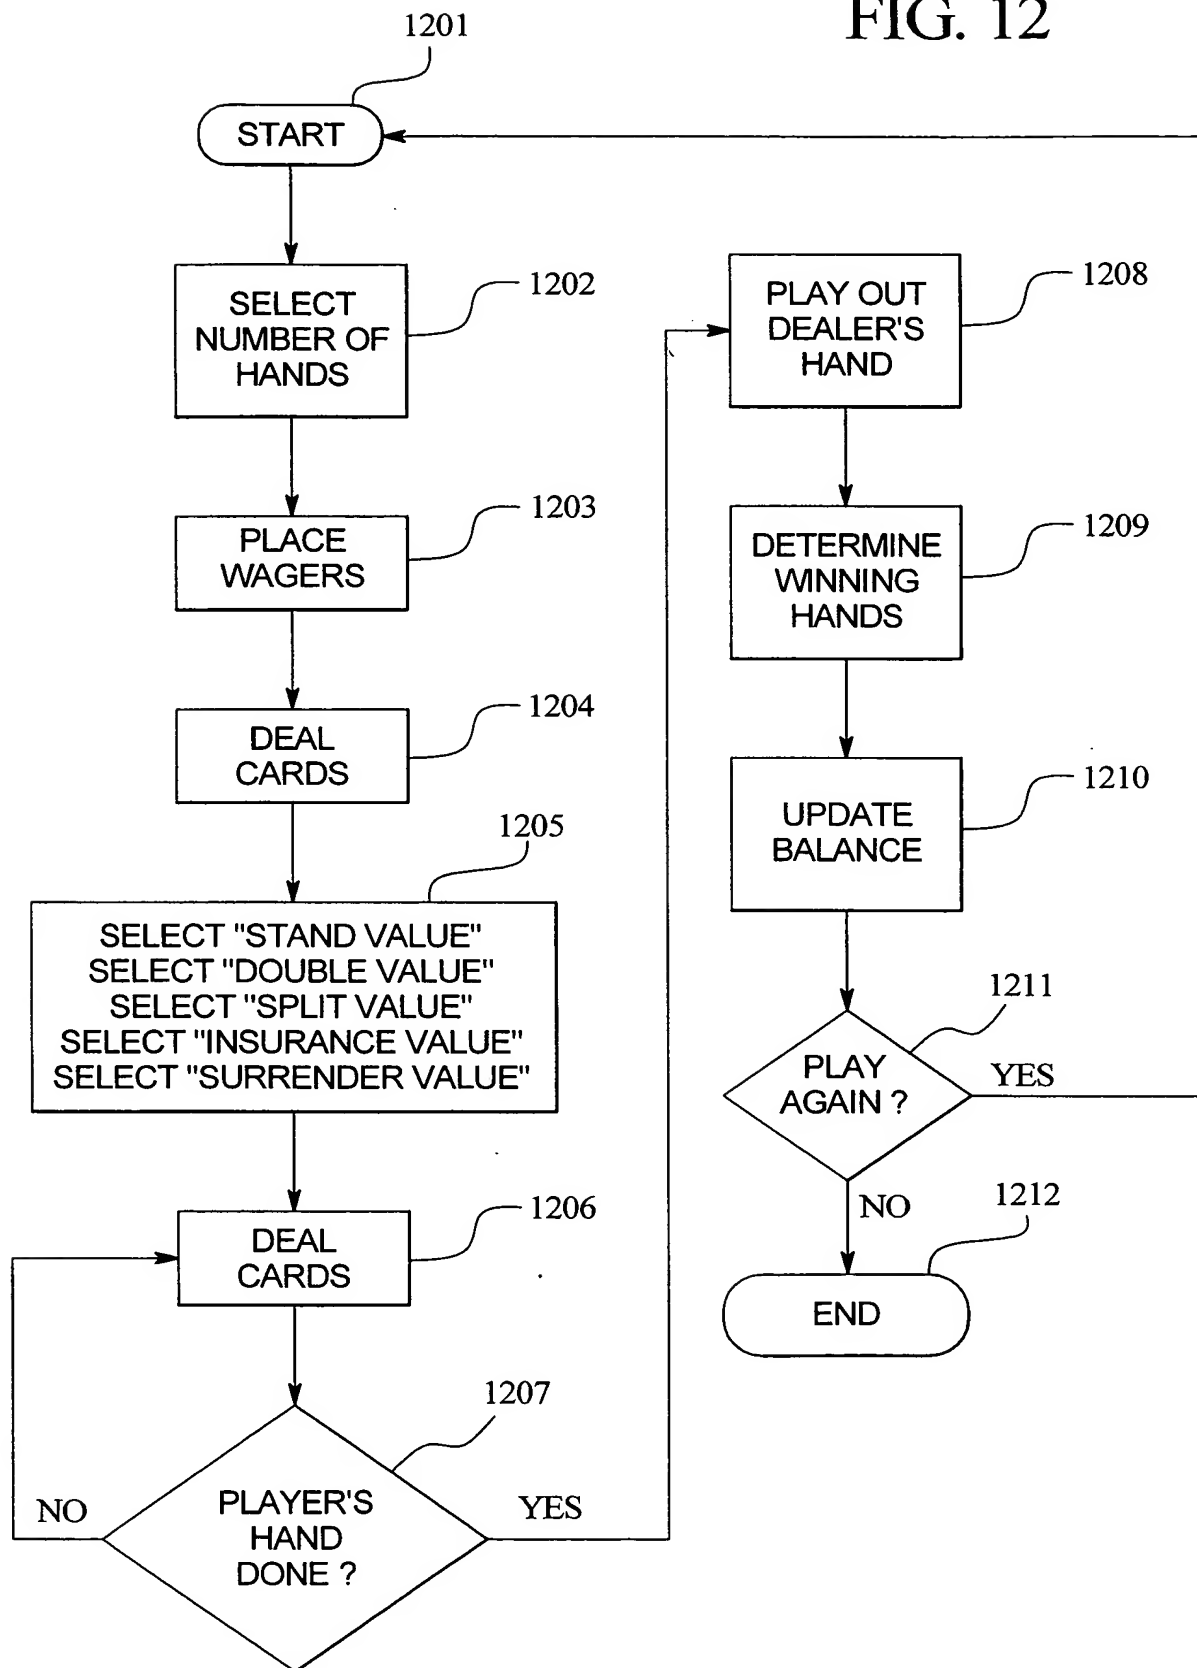 FIG. 12
1201
START
1202
SELECT
NUMBER OF
HANDS
1203
PLACE
WAGERS
1204
DEAL
CARDS
1205
SELECT "STAND VALUE"
SELECT "DOUBLE VALUE"
SELECT "SPLIT VALUE"
SELECT "INSURANCE VALUE"
SELECT "SURRENDER VALUE"
1206
DEAL
CARDS
1207
PLAYER'S
HAND
DONE ?
NO
YES
1208
PLAY OUT
DEALER'S
HAND
1209
DETERMINE
WINNING
HANDS
1210
UPDATE
BALANCE
1211
PLAY
AGAIN ?
YES
NO
1212
END